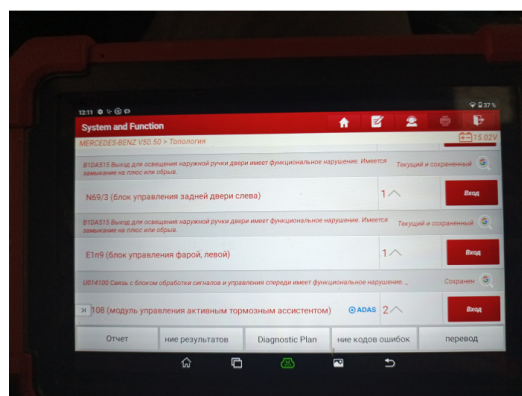 12:11
37%
System and Function
MERCEDES-BENZ V50.50 > Топология
15.02V
B1DA515 Выход для освещения наружной ручки двери имеет функциональное нарушение. Имеется
замыкание на плюс или обрыв.
Текущий и сохраненный
N69/3 (блок управления задней двери слева)
1
Вход
B1DA515 Выход для освещения наружной ручки двери имеет функциональное нарушение. Имеется
замыкание на плюс или обрыв.
Текущий и сохраненный
E1n9 (блок управления фарой, левой)
1
Вход
U014100 Связь с блоком обработки сигналов и управления спереди имеет функциональное нарушение. _
Сохранен
108 (модуль управления активным тормозным ассистентом)
ADAS
2
Вход
Отчет
ние результатов
Diagnostic Plan
ние кодов ошибок
перевод